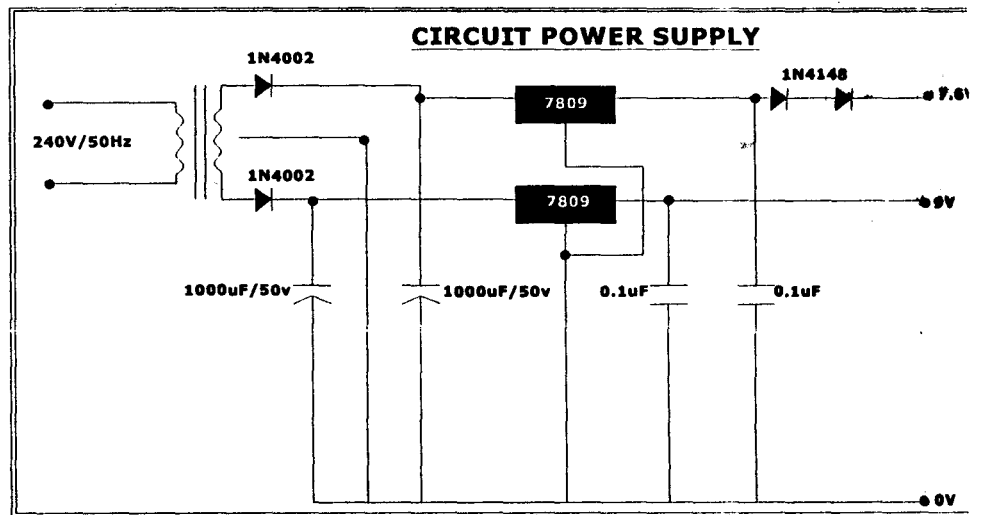 CIRCUIT POWER SUPPLY
1N4002
1N4148
7809
240V/50Hz
1N4002
7809
9V
1000uF/50v
1000uF/50v
0.1uF
0.1uF
0V